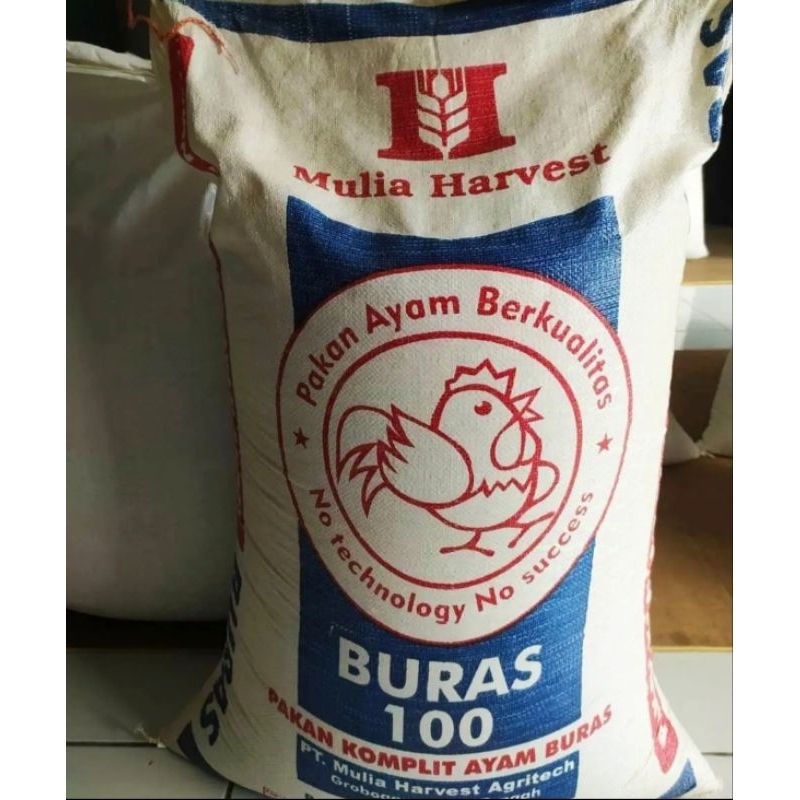 Mulia Harvest
Pakan Ayam Berkualitas
No technology No success
BURAS
100
PAKAN KOMPLIT AYAM BURAS
PT. Mulia Harvest Agritech
BURAS